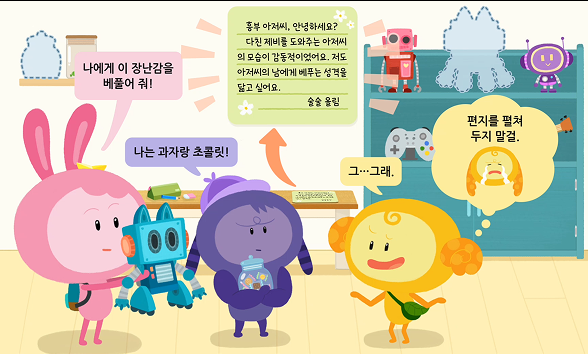 흥부 아저씨, 안녕하세요?
다친 제비를 도와주는 아저씨
의 모습이 감동적이었어요. 저도
아저씨의 남에게 베푸는 성격을
닮고 싶어요.
술술 올림
나에게 이 장난감을
베풀어 줘!
나는 과자랑 초콜릿!
그…그래.
편지를 펼쳐
두지 말걸.